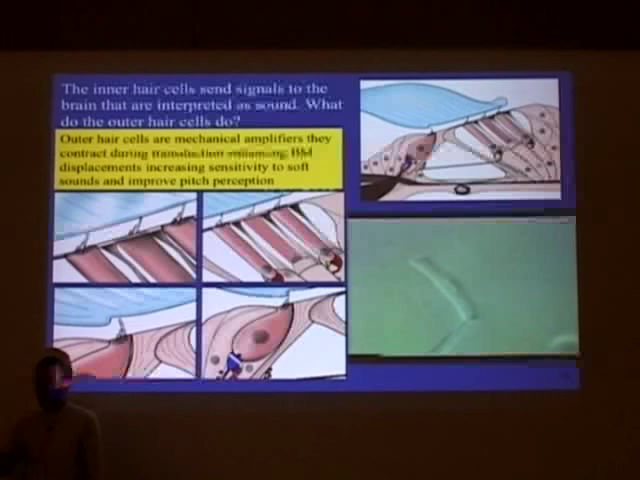 The inner hair cells send signals to the
brain that are interpreted as sound. What
do the outer hair cells do?
Outer hair cells are mechanical amplifiers they
contract during BM
displacements increasing sensitivity to soft
sounds and improve pitch perception